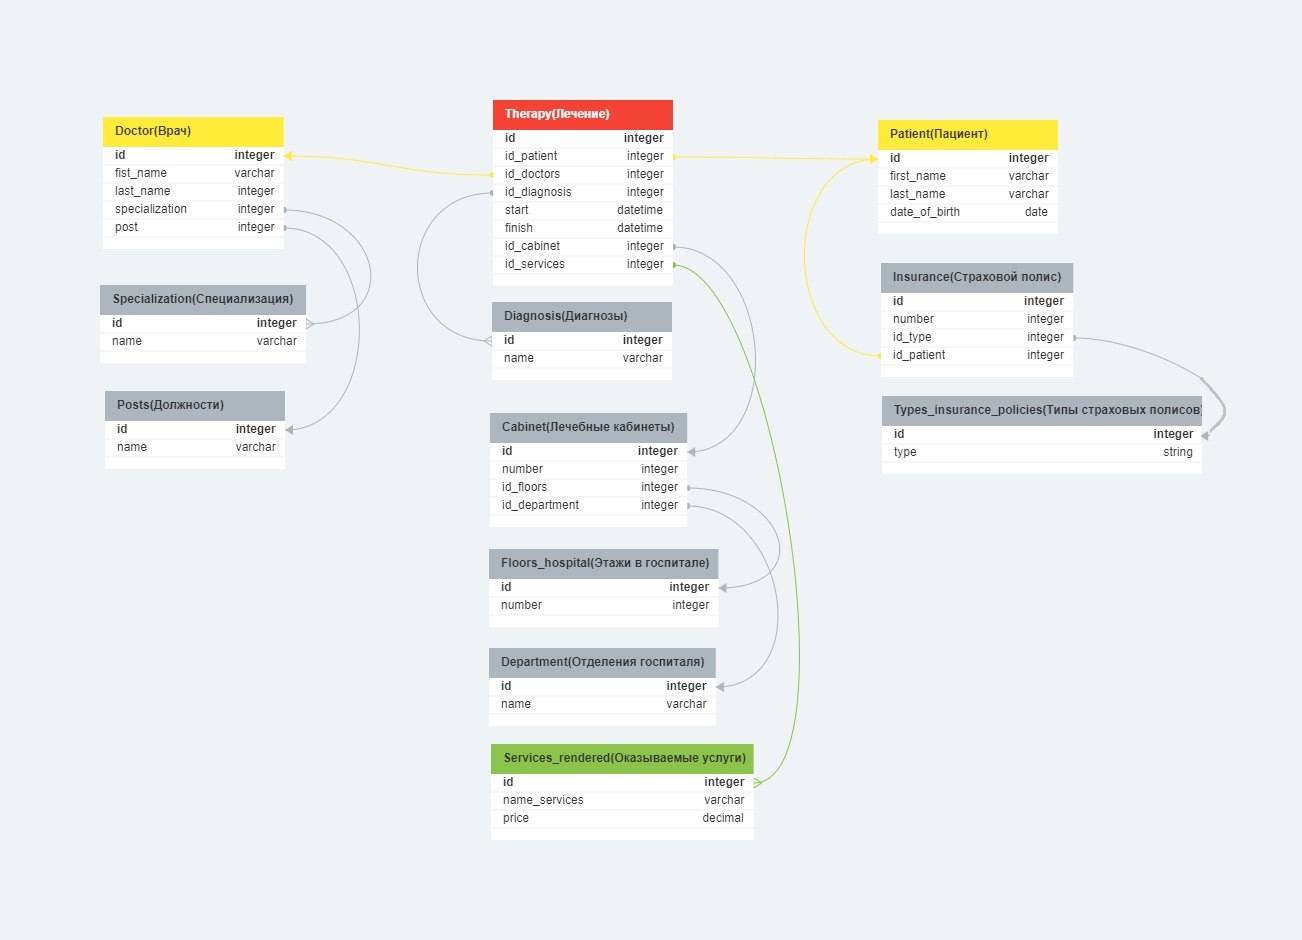 Doctor(Врач)
id integer
fist_name varchar
last_name integer
specialization integer
post integer
Specialization(Специализация)
id integer
name varchar
Posts(Должности)
id integer
name varchar
Therapy(Лечение)
id integer
id_patient integer
id_doctors integer
id_diagnosis integer
start datetime
finish datetime
id_cabinet integer
id_services integer
Diagnosis(Диагнозы)
id integer
name varchar
Cabinet(Лечебные кабинеты)
id integer
number integer
id_floors integer
id_department integer
Floors_hospital(Этажи в госпитале)
id integer
number integer
Department(Отделения госпиталя)
id integer
name varchar
Services_rendered(Оказываемые услуги)
id integer
name_services varchar
price decimal
Patient(Пациент)
id integer
first_name varchar
last_name varchar
date_of_birth date
Insurance(Страховой полис)
id integer
number integer
id_type integer
id_patient integer
Types_insurance_policies(Типы страховых полисов)
id integer
type string